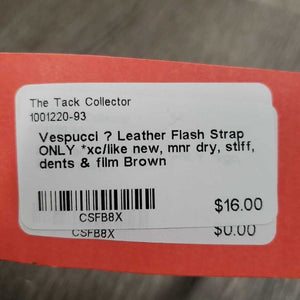 The Tack Collector
1001220-93
Vespucci ? Leather Flash Strap
ONLY *xc/like new, mnr dry, stiff,
dents & film Brown
CSFB8X
$16.00
CSFB8X
$0.00